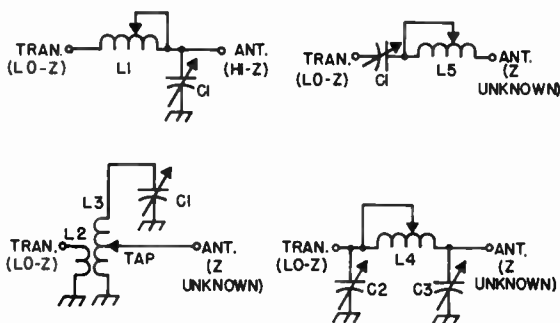 TRAN.
(LO-Z)
L1
C1
ANT.
(HI-Z)
TRAN.
(LO-Z)
C1
L5
ANT.
(Z
UNKNOWN)
L3
C1
L2
TRAN.
(LO-Z)
TAP
ANT.
(Z
UNKNOWN)
TRAN.
(LO-Z)
L4
C2
C3
ANT.
(Z
UNKNOWN)